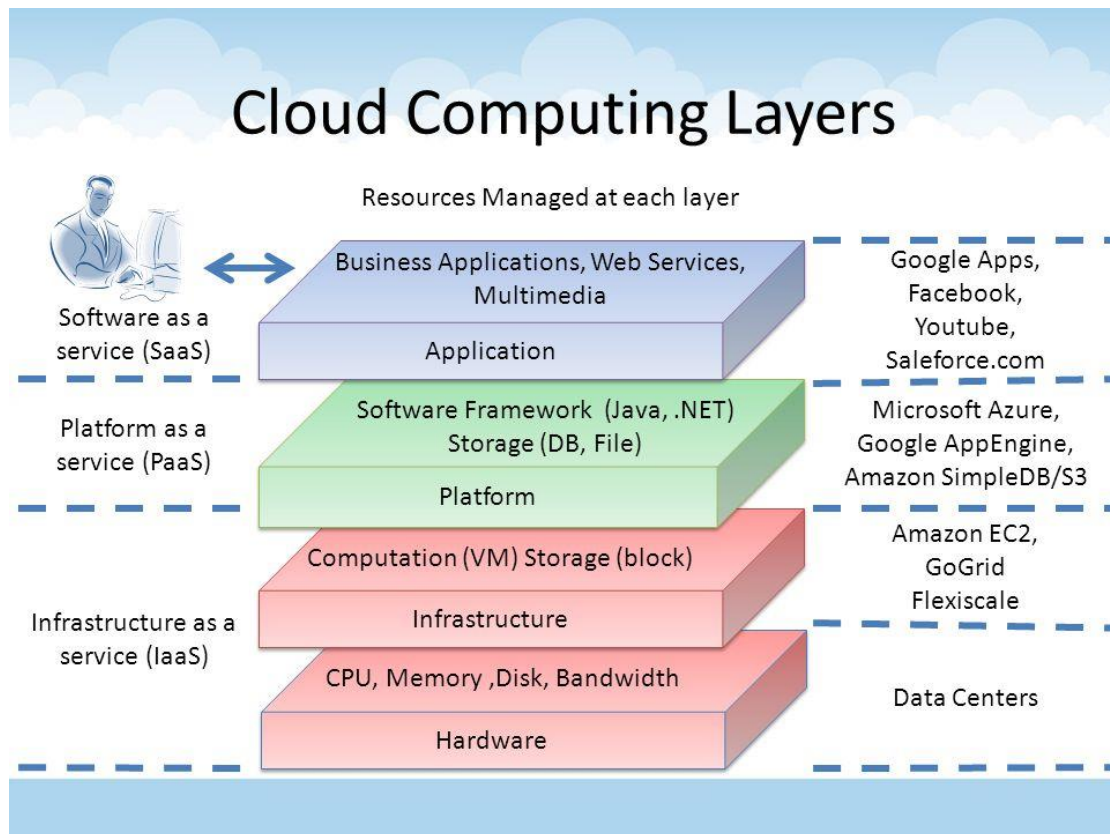 Cloud Computing Layers
Resources Managed at each layer
Business Applications, Web Services,
Multimedia
Application
Software as a
service (SaaS)
Google Apps,
Facebook,
Youtube,
Saleforce.com
Software Framework (Java, .NET)
Storage (DB, File)
Platform
Platform as a
service (PaaS)
Microsoft Azure,
Google AppEngine,
Amazon SimpleDB/S3
Computation (VM) Storage (block)
Infrastructure
Amazon EC2,
GoGrid
Flexiscale
Infrastructure as a
service (IaaS)
CPU, Memory ,Disk, Bandwidth
Hardware
Data Centers